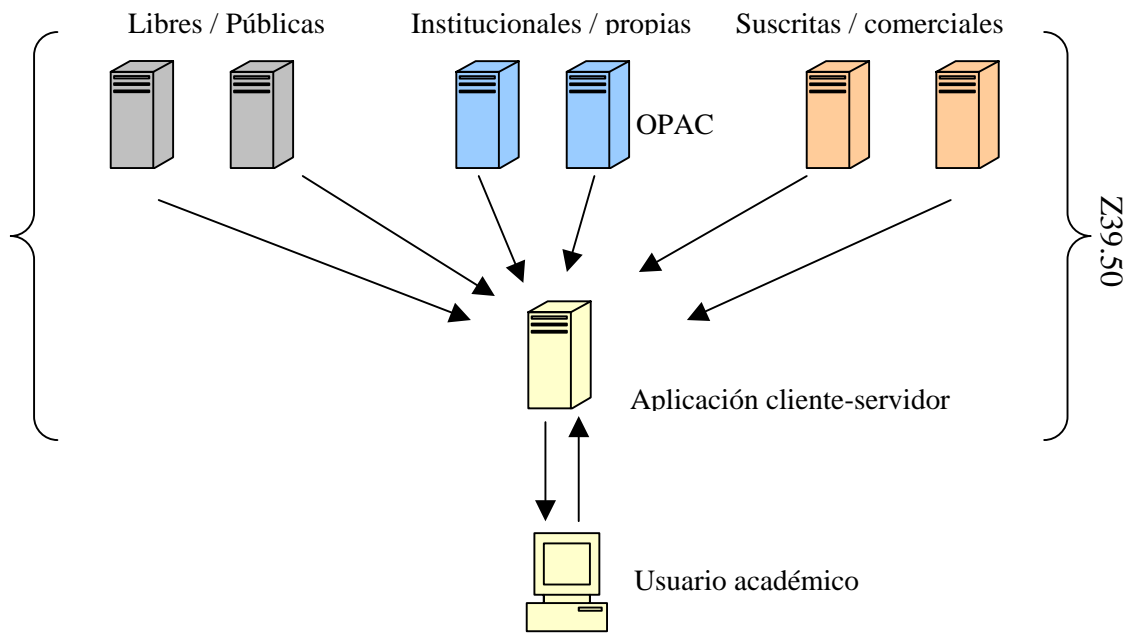 Libres / Públicas
Institucionales / propias
Suscritas / comerciales
OPAC
Z39.50
Aplicación cliente-servidor
Usuario académico